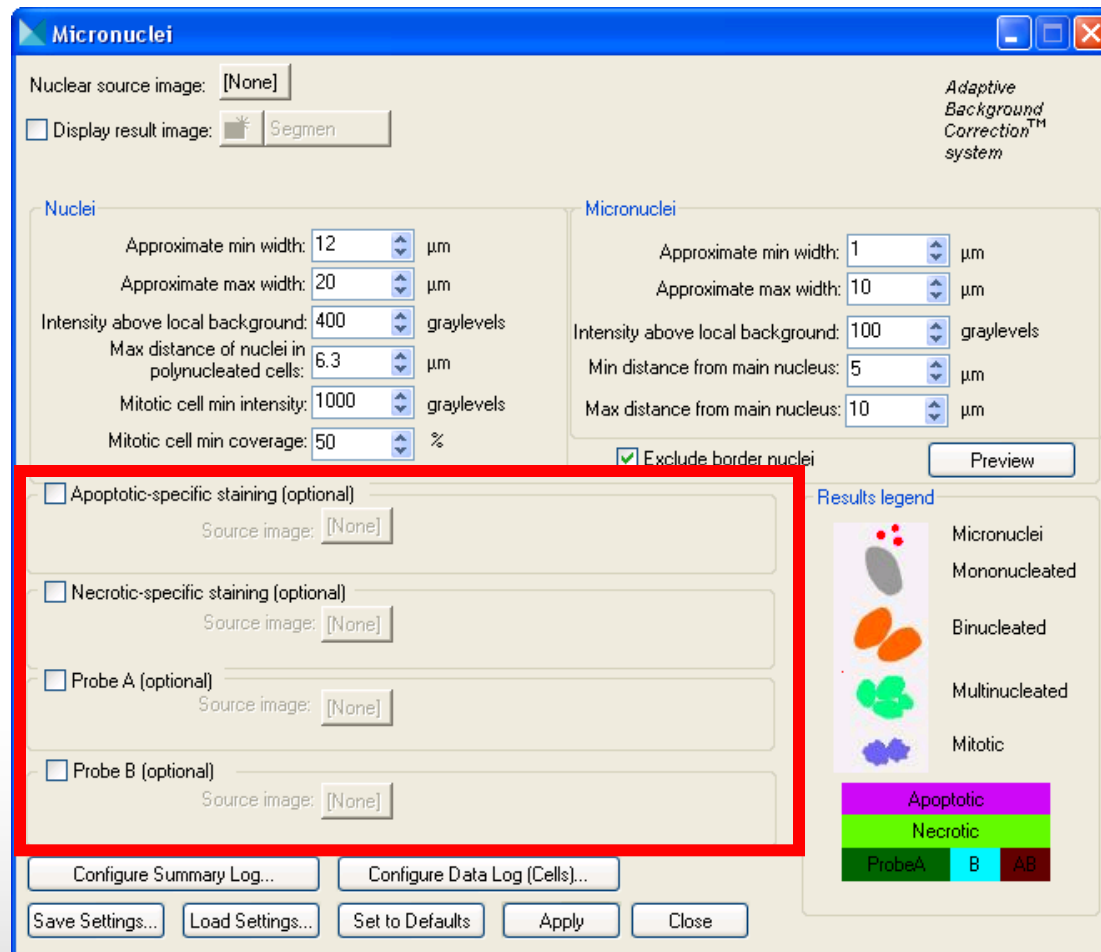 Micronuclei
Nuclear source image: [None]
Display result image: Segmen
Adaptive
Background
Correction™
system
Nuclei
Approximate min width: 12 µm
Approximate max width: 20 µm
Intensity above local background: 400 graylevels
Max distance of nuclei in
polynucleated cells: 6.3 µm
Mitotic cell min intensity: 1000 graylevels
Mitotic cell min coverage: 50 %
Micronuclei
Approximate min width: 1 µm
Approximate max width: 10 µm
Intensity above local background: 100 graylevels
Min distance from main nucleus: 5 µm
Max distance from main nucleus: 10 µm
Exclude border nuclei
Preview
Apoptotic-specific staining (optional)
Source image: [None]
Necrotic-specific staining (optional)
Source image: [None]
Probe A (optional)
Source image: [None]
Probe B (optional)
Source image: [None]
Results legend
Micronuclei
Mononucleated
Binucleated
Multinucleated
Mitotic
Apoptotic
Necrotic
ProbeA B AB
Configure Summary Log... Configure Data Log (Cells)...
Save Settings... Load Settings... Set to Defaults Apply Close